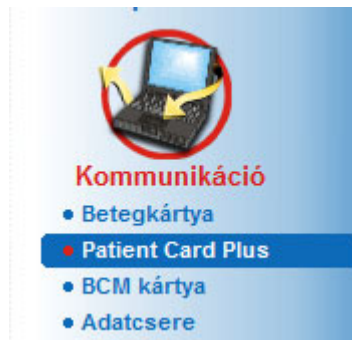 Kommunikáció
Betegkártya
Patient Card Plus
BCM kártya
Adatcsere